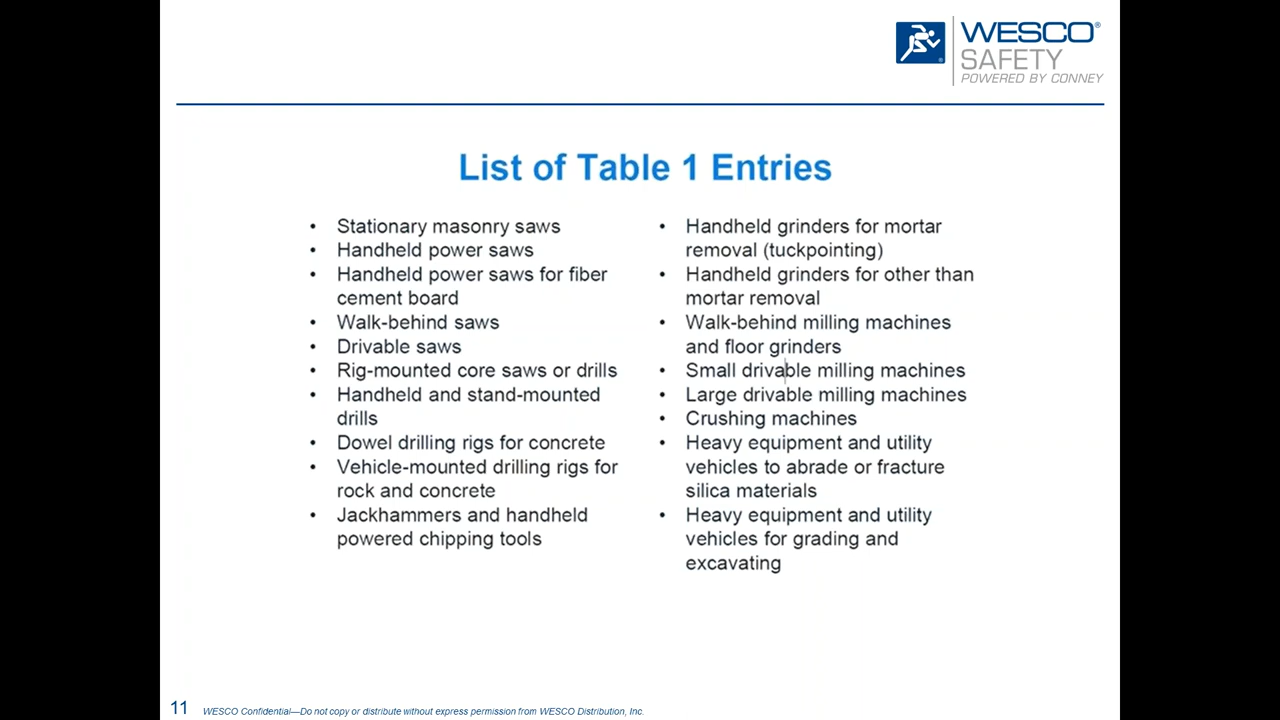 WESCO®
SAFETY
POWERED BY CONNEY
List of Table 1 Entries
• Stationary masonry saws
• Handheld power saws
• Handheld power saws for fiber
cement board
• Walk-behind saws
• Drivable saws
• Rig-mounted core saws or drills
• Handheld and stand-mounted
drills
• Dowel drilling rigs for concrete
• Vehicle-mounted drilling rigs for
rock and concrete
• Jackhammers and handheld
powered chipping tools
• Handheld grinders for mortar
removal (tuckpointing)
• Handheld grinders for other than
mortar removal
• Walk-behind milling machines
and floor grinders
• Small drivable milling machines
• Large drivable milling machines
• Crushing machines
• Heavy equipment and utility
vehicles to abrade or fracture
silica materials
• Heavy equipment and utility
vehicles for grading and
excavating
11 WESCO Confidential—Do not copy or distribute without express permission from WESCO Distribution, Inc.